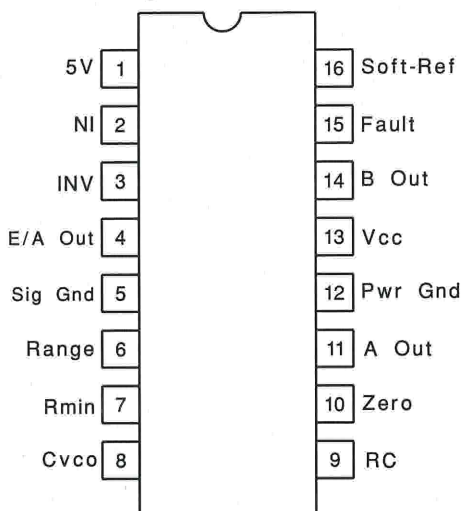 5V 1 16 Soft-Ref
NI 2 15 Fault
INV 3 14 B Out
E/A Out 4 13 Vcc
Sig Gnd 5 12 Pwr Gnd
Range 6 11 A Out
Rmin 7 10 Zero
Cvco 8 9 RC